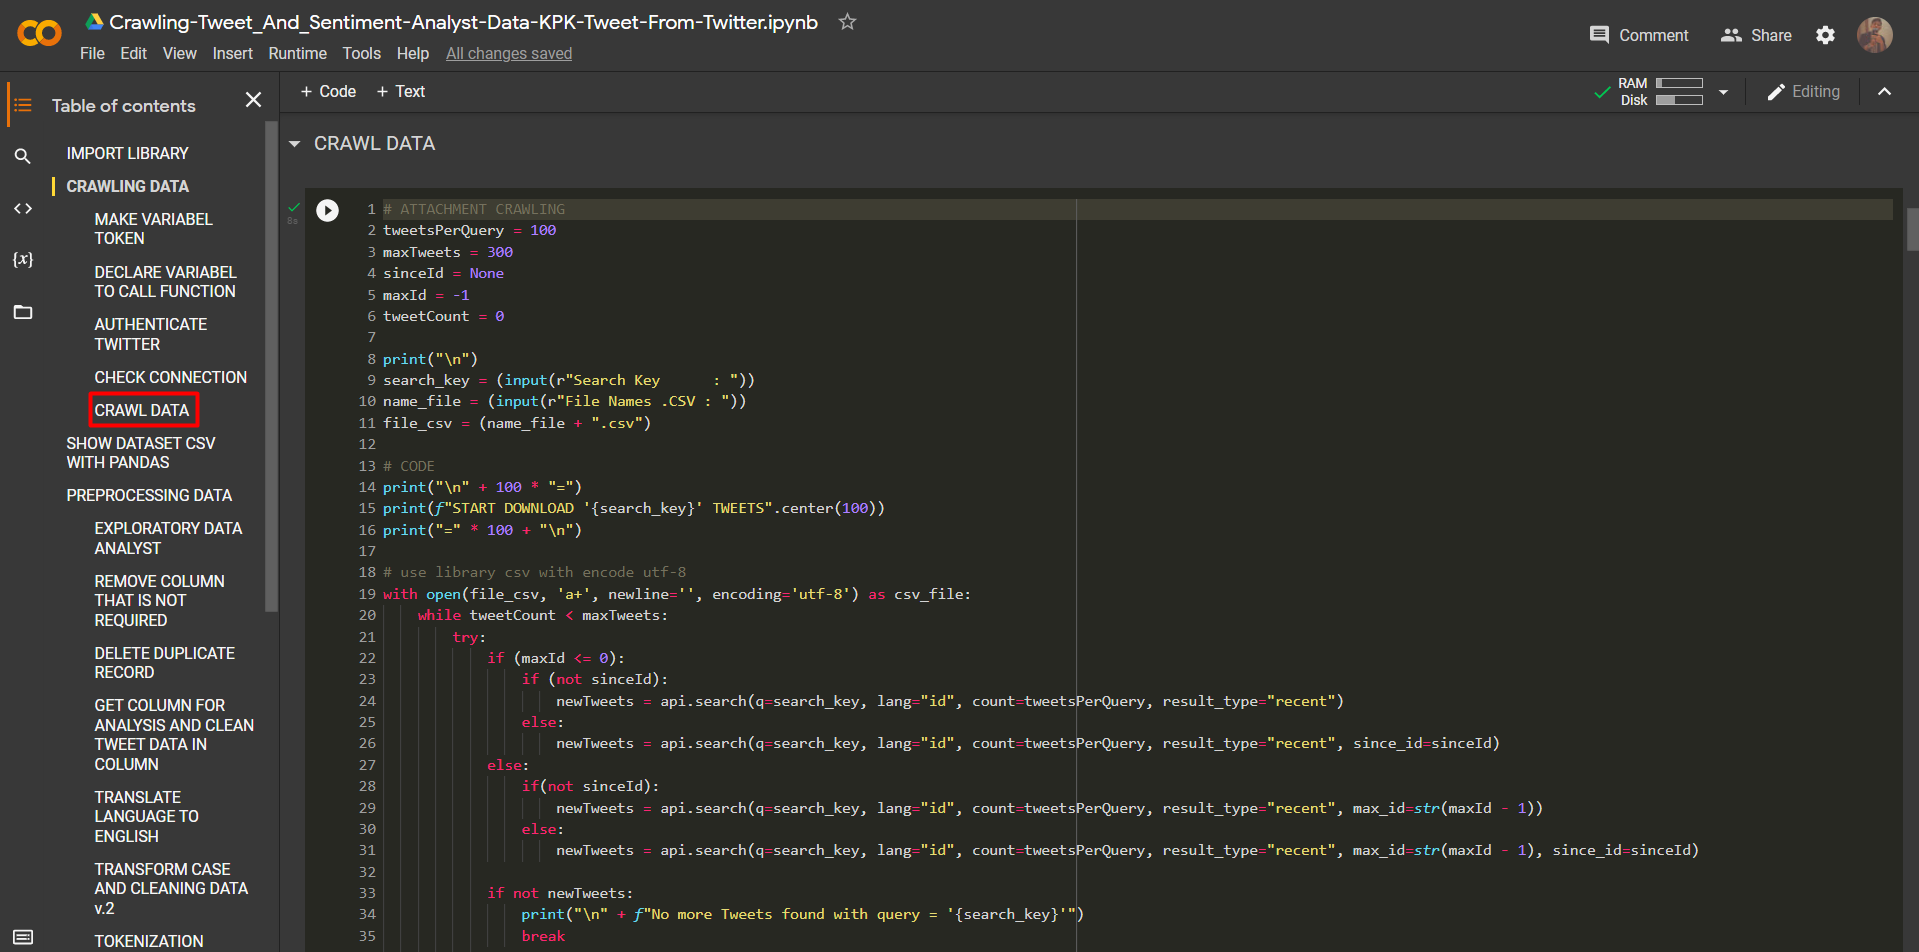 Crawling-Tweet_And_Sentiment-Analyst-Data-KPK-Tweet-From-Twitter.ipynb
File Edit View Insert Runtime Tools Help All changes saved
Comment Share
Table of contents
IMPORT LIBRARY
CRAWLING DATA
MAKE VARIABEL
TOKEN
DECLARE VARIABEL
TO CALL FUNCTION
AUTHENTICATE
TWITTER
CHECK CONNECTION
CRAWL DATA
SHOW DATASET CSV
WITH PANDAS
PREPROCESSING DATA
EXPLORATORY DATA
ANALYST
REMOVE COLUMN
THAT IS NOT
REQUIRED
DELETE DUPLICATE
RECORD
GET COLUMN FOR
ANALYSIS AND CLEAN
TWEET DATA IN
COLUMN
TRANSLATE
LANGUAGE TO
ENGLISH
TRANSFORM CASE
AND CLEANING DATA
v.2
TOKENIZATION
+ Code + Text
RAM
Disk
Editing
CRAWL DATA
8s
1 # ATTACHMENT CRAWLING
2 tweetsPerQuery = 100
3 maxTweets = 300
4 sinceId = None
5 maxId = -1
6 tweetCount = 0
7
8 print("\n")
9 search_key = (input(r"Search Key      : "))
10 name_file = (input(r"File Names .CSV : "))
11 file_csv = (name_file + ".csv")
12
13 # CODE
14 print("\n" + 100 * "=")
15 print(f"START DOWNLOAD '{search_key}' TWEETS".center(100))
16 print("=" * 100 + "\n")
17
18 # use library csv with encode utf-8
19 with open(file_csv, 'a+', newline='', encoding='utf-8') as csv_file:
20     while tweetCount < maxTweets:
21         try:
22             if (maxId <= 0):
23                 if (not sinceId):
24                     newTweets = api.search(q=search_key, lang="id", count=tweetsPerQuery, result_type="recent")
25                 else:
26                     newTweets = api.search(q=search_key, lang="id", count=tweetsPerQuery, result_type="recent", since_id=sinceId)
27             else:
28                 if(not sinceId):
29                     newTweets = api.search(q=search_key, lang="id", count=tweetsPerQuery, result_type="recent", max_id=str(maxId - 1))
30                 else:
31                     newTweets = api.search(q=search_key, lang="id", count=tweetsPerQuery, result_type="recent", max_id=str(maxId - 1), since_id=sinceId)
32
33             if not newTweets:
34                 print("\n" + f"No more Tweets found with query = '{search_key}'")
35                 break